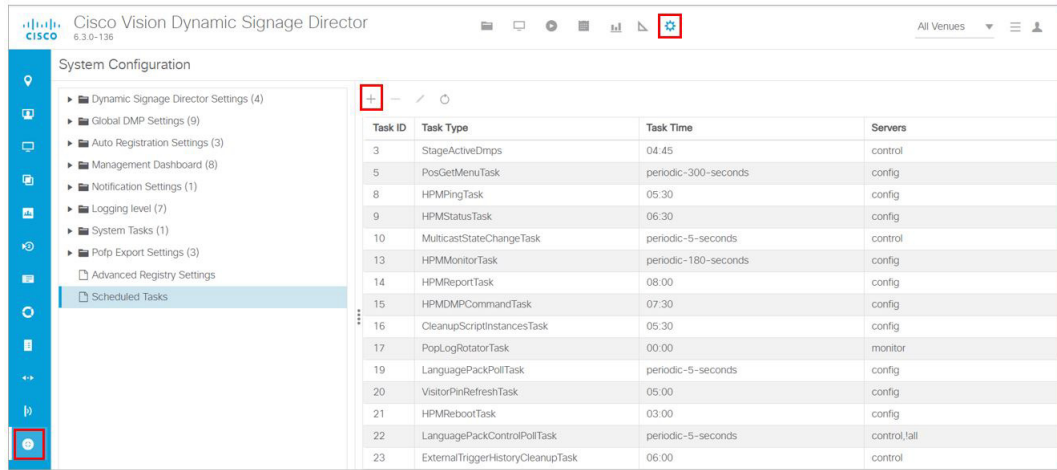 CISCO
Cisco Vision Dynamic Signage Director
6.3.0-136
All Venues
System Configuration
Dynamic Signage Director Settings (4)
Global DMP Settings (9)
Auto Registration Settings (3)
Management Dashboard (8)
Notification Settings (1)
Logging level (7)
System Tasks (1)
Pofp Export Settings (3)
Advanced Registry Settings
Scheduled Tasks
Task ID Task Type Task Time Servers
3 StageActiveDmps 04:45 control
5 PosGetMenuTask periodic-300-seconds config
8 HPMPingTask 05:30 config
9 HPMStatusTask 06:30 config
10 MulticastStateChangeTask periodic-5-seconds control
13 HPMMonitorTask periodic-180-seconds config
14 HPMReportTask 08:00 config
15 HPMDMPCommandTask 07:30 config
16 CleanupScriptInstancesTask 05:30 config
17 PopLogRotatorTask 00:00 monitor
19 LanguagePackPollTask periodic-5-seconds config
20 VisitorPinRefreshTask 05:00 config
21 HPMRebootTask 03:00 config
22 LanguagePackControlPollTask periodic-5-seconds control,!all
23 ExternalTriggerHistoryCleanupTask 06:00 control